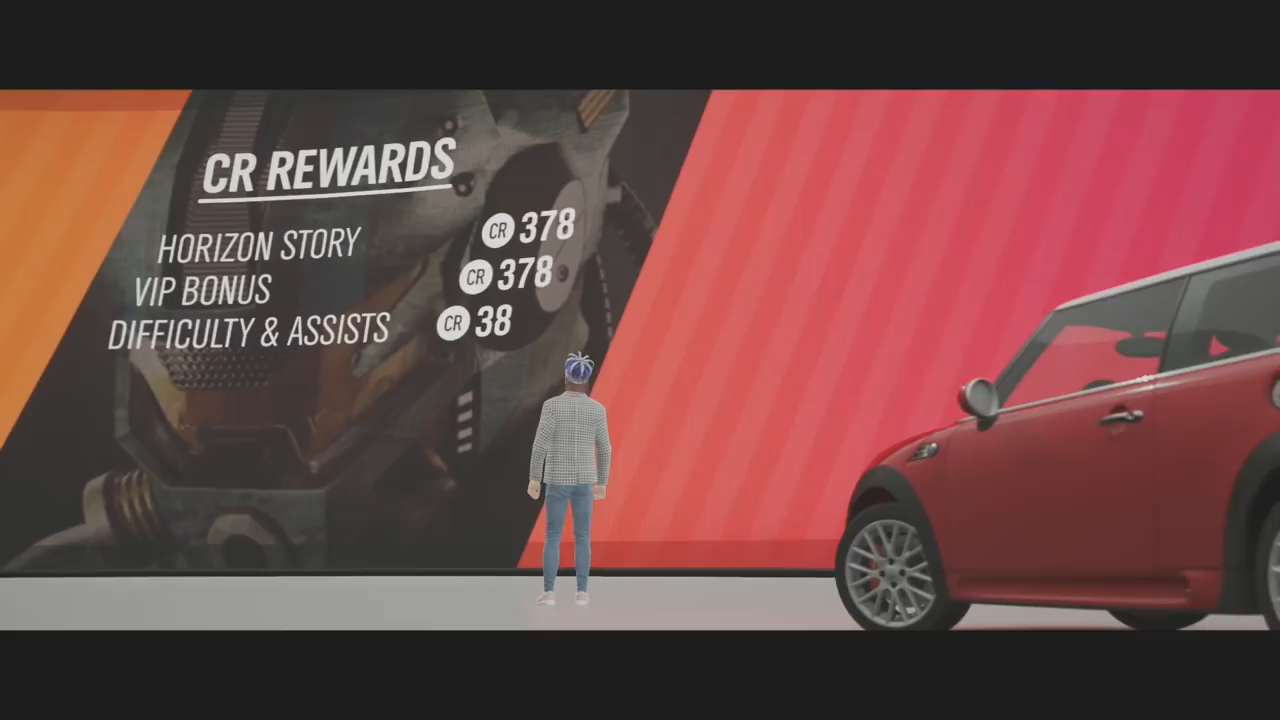 CR REWARDS
HORIZON STORY CR 378
VIP BONUS CR 378
DIFFICULTY & ASSISTS CR 38